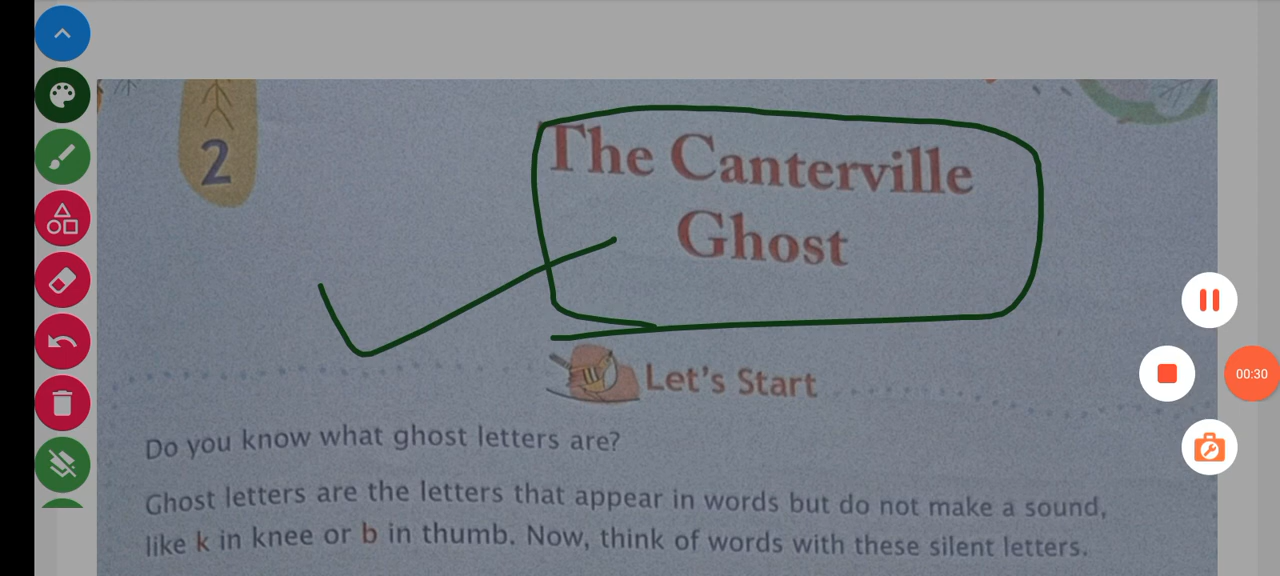 2
The Canterville
Ghost
Let's Start
Do you know what ghost letters are?
Ghost letters are the letters that appear in words but do not make a sound,
like k in knee or b in thumb. Now, think of words with these silent letters.
00:30